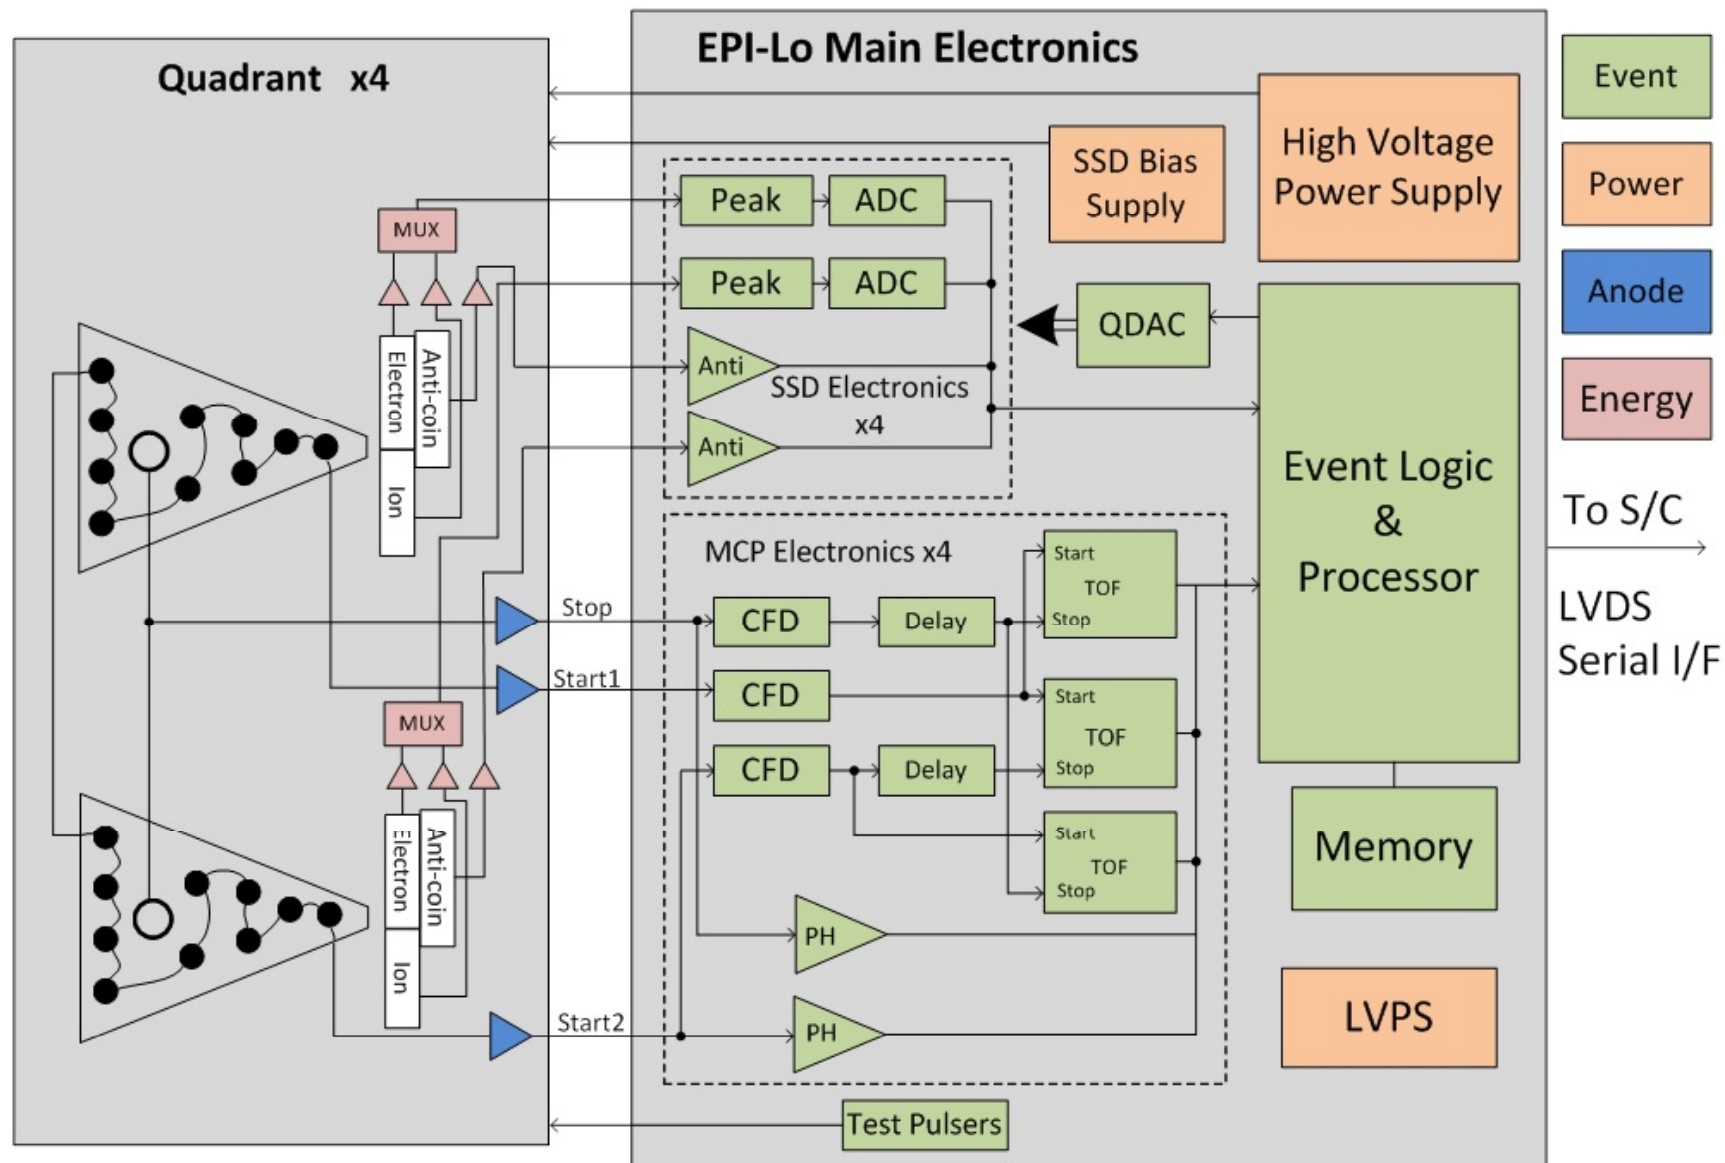 EPI-Lo Main Electronics
Quadrant x4
High Voltage
Power Supply
SSD Bias
Supply
Event
Power
Anode
Energy
MUX
Peak
ADC
Peak
ADC
QDAC
Electron
Anti-coin
Ion
Anti
SSD Electronics
x4
Anti
Event Logic
&
Processor
To S/C
LVDS
Serial I/F
MCP Electronics x4
Start
TOF
Stop
Stop
CFD
Delay
Start1
CFD
Start
TOF
Stop
MUX
CFD
Delay
Start
TOF
Stop
Electron
Anti-coin
Ion
Memory
PH
LVPS
Start2
PH
Test Pulsers